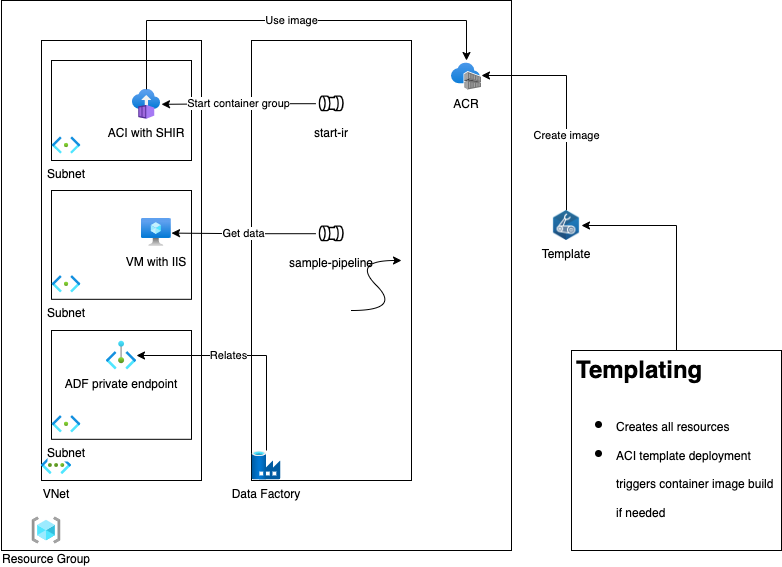 Use image
ACR
Start container group
ACI with SHIR
start-ir
Create image
Subnet
Get data
VM with IIS
sample-pipeline
Template
Subnet
Relates
ADF private endpoint
Templating
Creates all resources
ACI template deployment
triggers container image build
if needed
Subnet
VNet
Data Factory
Resource Group